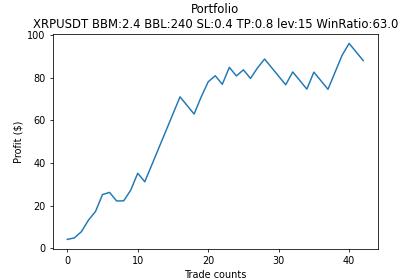 Portfolio
XRPUSDT BBM:2.4 BBL:240 SL:0.4 TP:0.8 lev:15 WinRatio:63.0
100
80
60
40
20
0
Profit ($)
0 10 20 30 40
Trade counts